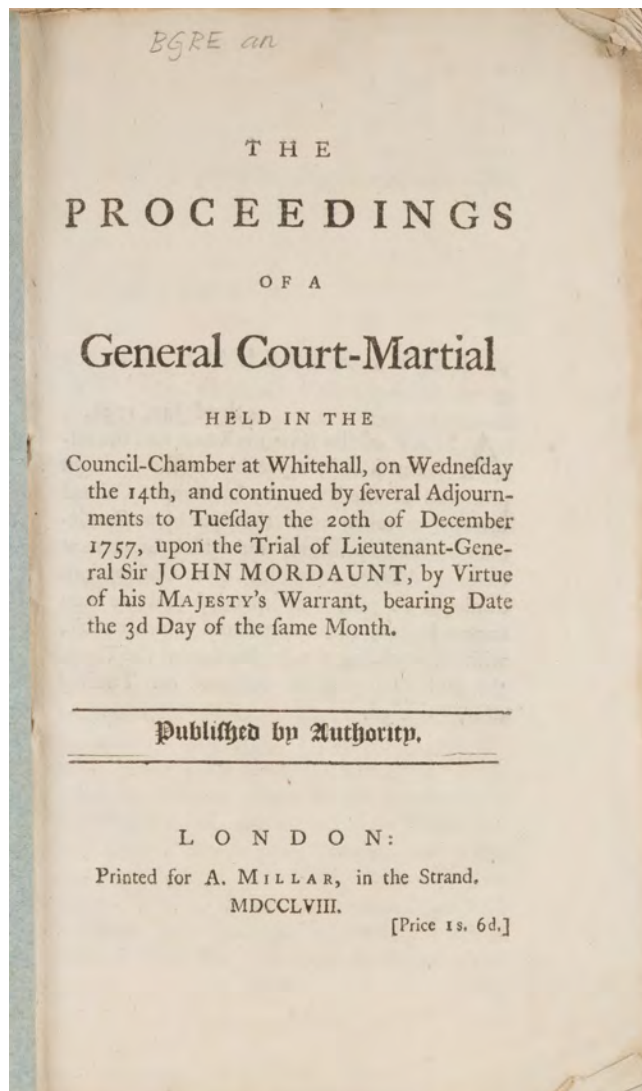 BGRE an
THE
PROCEEDINGS
OF A
General Court-Martial
HELD IN THE
Council-Chamber at Whitehall, on Wedneſday
the 14th, and continued by ſeveral Adjourn-
ments to Tueſday the 20th of December
1757, upon the Trial of Lieutenant-Gene-
ral Sir JOHN MORDAUNT, by Virtue
of his MAJESTY's Warrant, bearing Date
the 3d Day of the ſame Month.
Publiſhed by Authority.
LONDON:
Printed for A. MILLAR, in the Strand.
MDCCLVIII.
[Price 1s. 6d.]